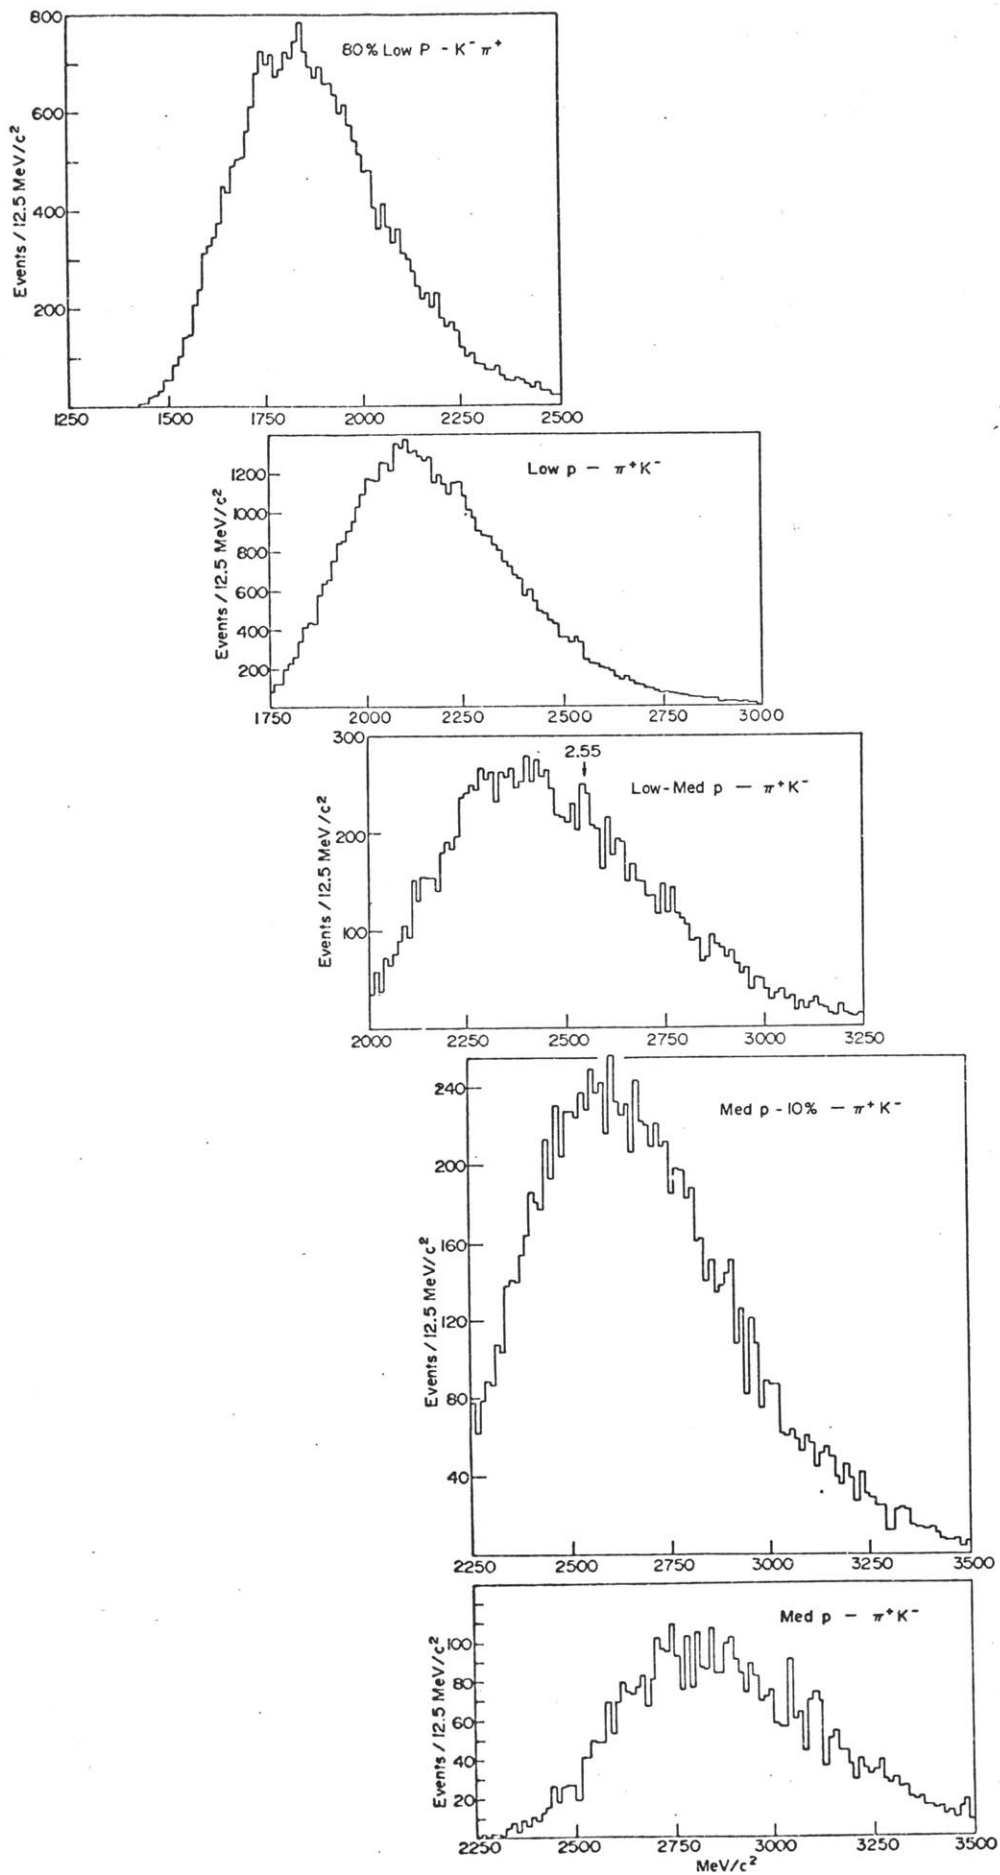 800
600
400
200
Events / 12.5 MeV/c²
80% Low P - K⁻ π⁺
1250 1500 1750 2000 2250 2500
1200
1000
800
600
400
200
Events / 12.5 MeV/c²
Low p — π⁺K⁻
1750 2000 2250 2500 2750 3000
300
200
100
Events / 12.5 MeV/c²
2.55
Low-Med p — π⁺K⁻
2000 2250 2500 2750 3000 3250
240
200
160
120
80
40
Events / 12.5 MeV/c²
Med p - 10% — π⁺K⁻
2250 2500 2750 3000 3250 3500
100
80
60
40
20
Events / 12.5 MeV/c²
Med p — π⁺K⁻
2250 2500 2750 3000 3250 3500
MeV/c²